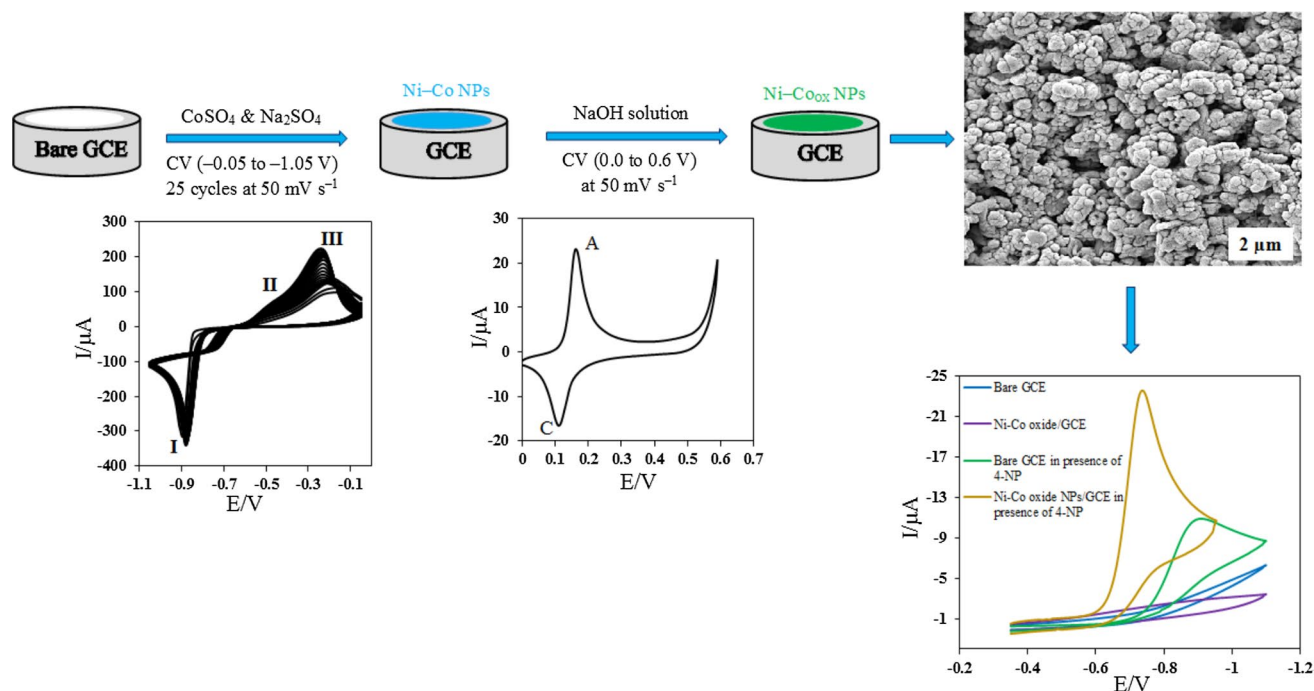 Bare GCE
CoSO₄ & Na₂SO₄
CV (−0.05 to −1.05 V)
25 cycles at 50 mV s⁻¹
Ni–Co NPs
GCE
NaOH solution
CV (0.0 to 0.6 V)
at 50 mV s⁻¹
Ni–Coₒₓ NPs
GCE
2 µm
300
200
100
0
-100
-200
-300
-400
I/µA
I
II
III
-1.1
-0.9
-0.7
-0.5
-0.3
-0.1
E/V
30
20
10
0
-10
-20
I/µA
A
C
0
0.1
0.2
0.3
0.4
0.5
0.6
0.7
E/V
-25
-21
-17
-13
-9
-5
-1
I/µA
Bare GCE
Ni-Co oxide/GCE
Bare GCE in presence of
4-NP
Ni-Co oxide NPs/GCE in
presence of 4-NP
-0.2
-0.4
-0.6
-0.8
-1
-1.2
E/V